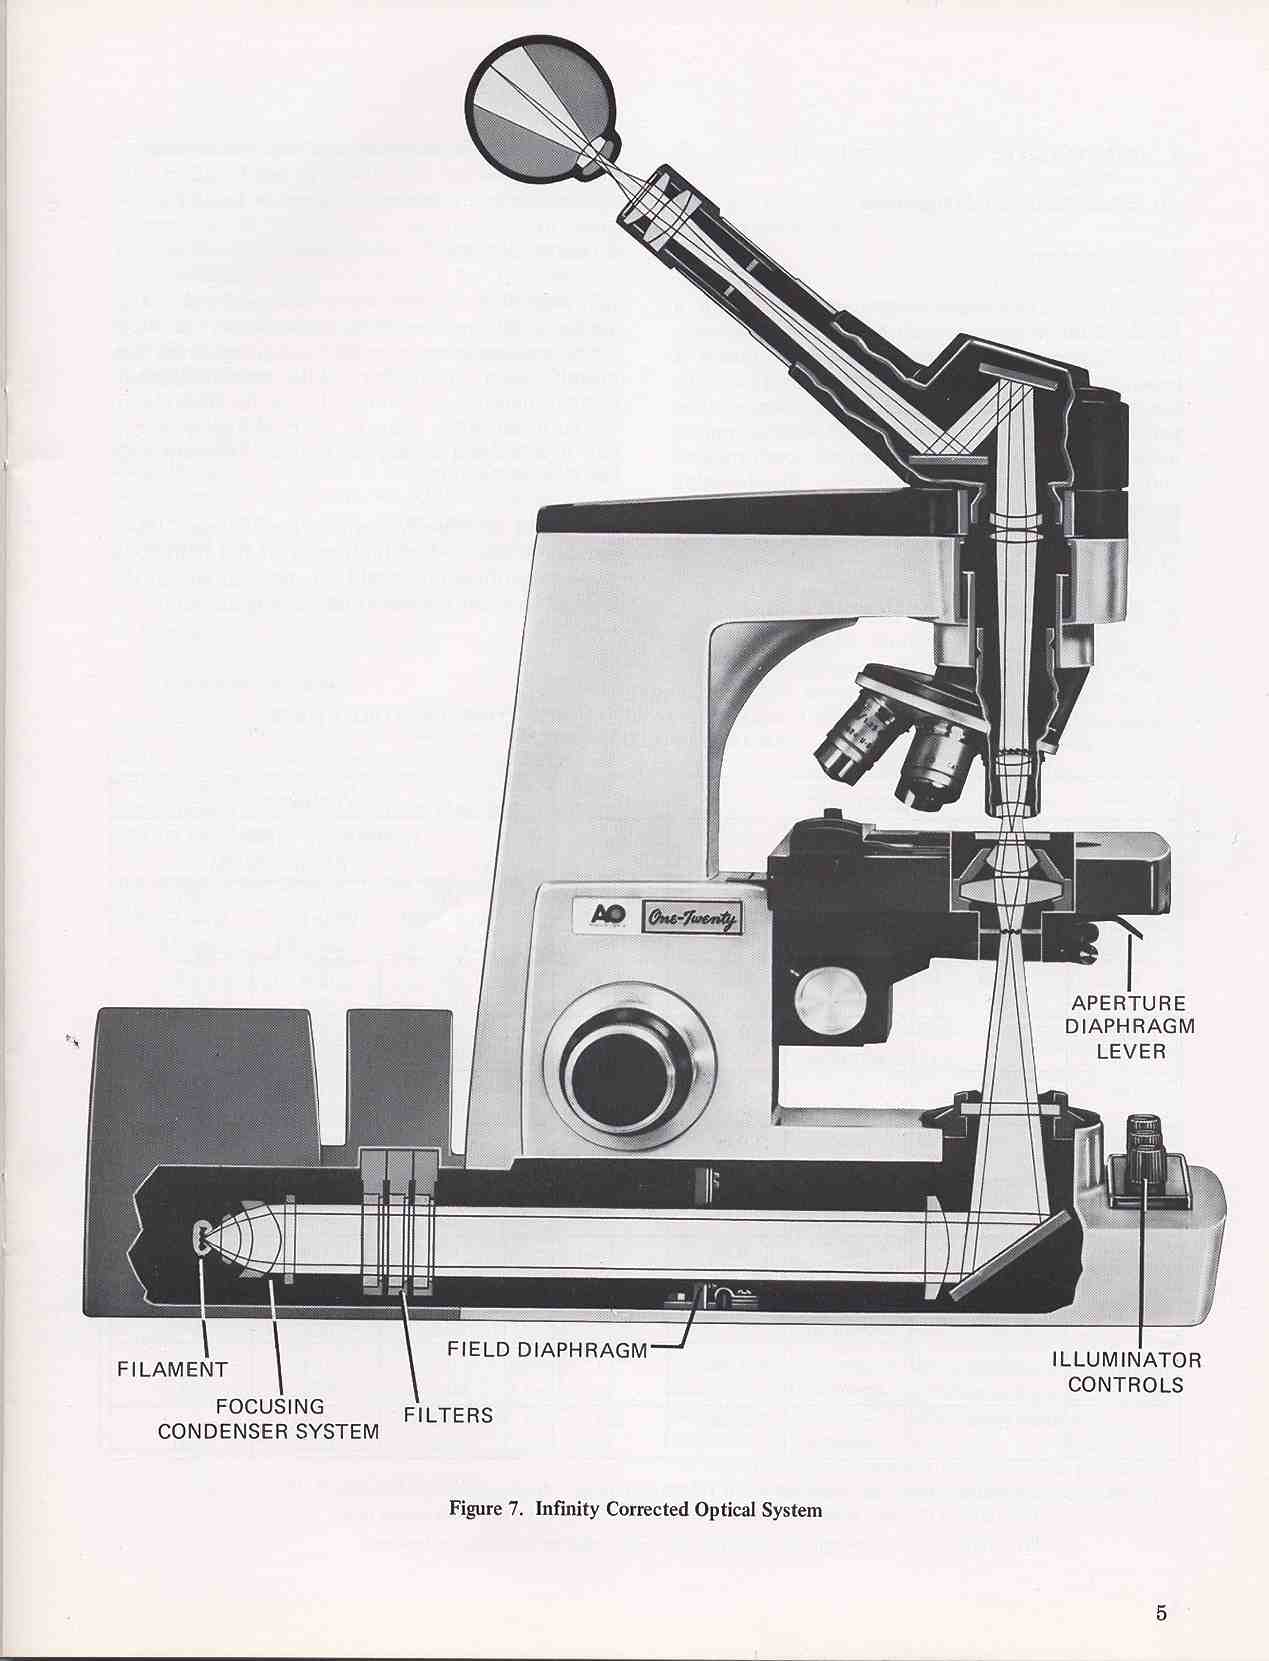 AO
One-Twenty
APERTURE
DIAPHRAGM
LEVER
FIELD DIAPHRAGM
FILAMENT
ILLUMINATOR
CONTROLS
FOCUSING
CONDENSER SYSTEM
FILTERS
Figure 7. Infinity Corrected Optical System
5